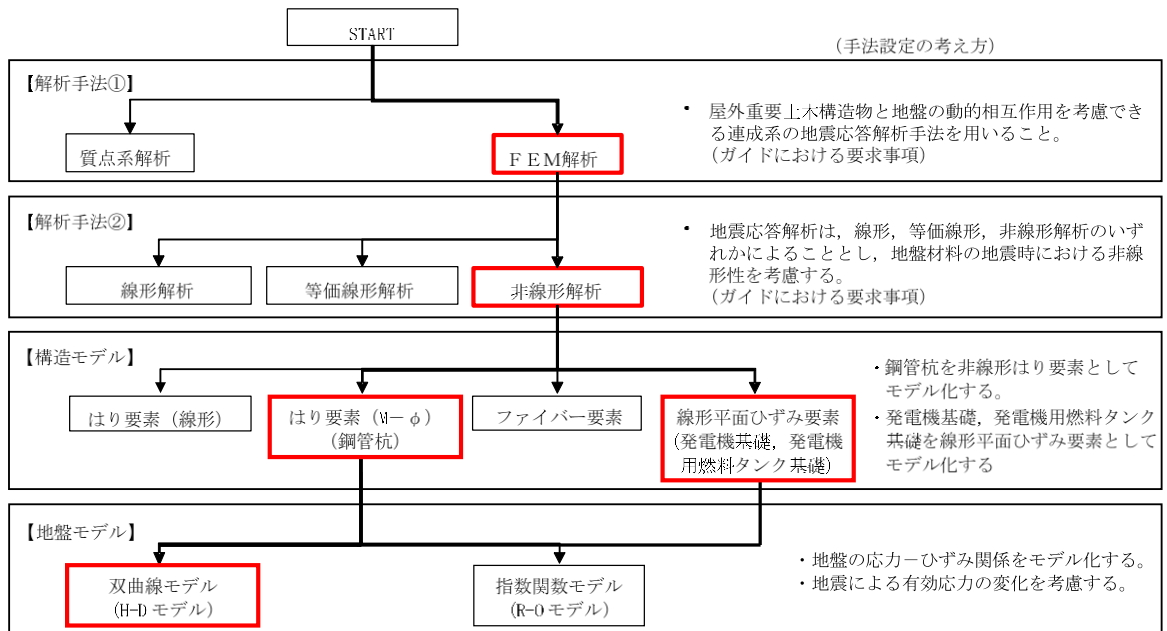 START
(手法設定の考え方)
【解析手法①】
質点系解析
ＦＥＭ解析
・ 屋外重要土木構造物と地盤の動的相互作用を考慮でき
る連成系の地震応答解析手法を用いること。
(ガイドにおける要求事項)
【解析手法②】
線形解析
等価線形解析
非線形解析
・ 地震応答解析は，線形，等価線形，非線形解析のいず
れかによることとし，地盤材料の地震時における非線
形性を考慮する。
(ガイドにおける要求事項)
【構造モデル】
はり要素（線形）
はり要素（M－φ）
(鋼管杭)
ファイバー要素
線形平面ひずみ要素
(発電機基礎，発電機
用燃料タンク基礎)
・鋼管杭を非線形はり要素として
モデル化する。
・発電機基礎，発電機用燃料タンク
基礎を線形平面ひずみ要素として
モデル化する
【地盤モデル】
双曲線モデル
(H-Dモデル)
指数関数モデル
(R-Oモデル)
・地盤の応力－ひずみ関係をモデル化する。
・地震による有効応力の変化を考慮する。